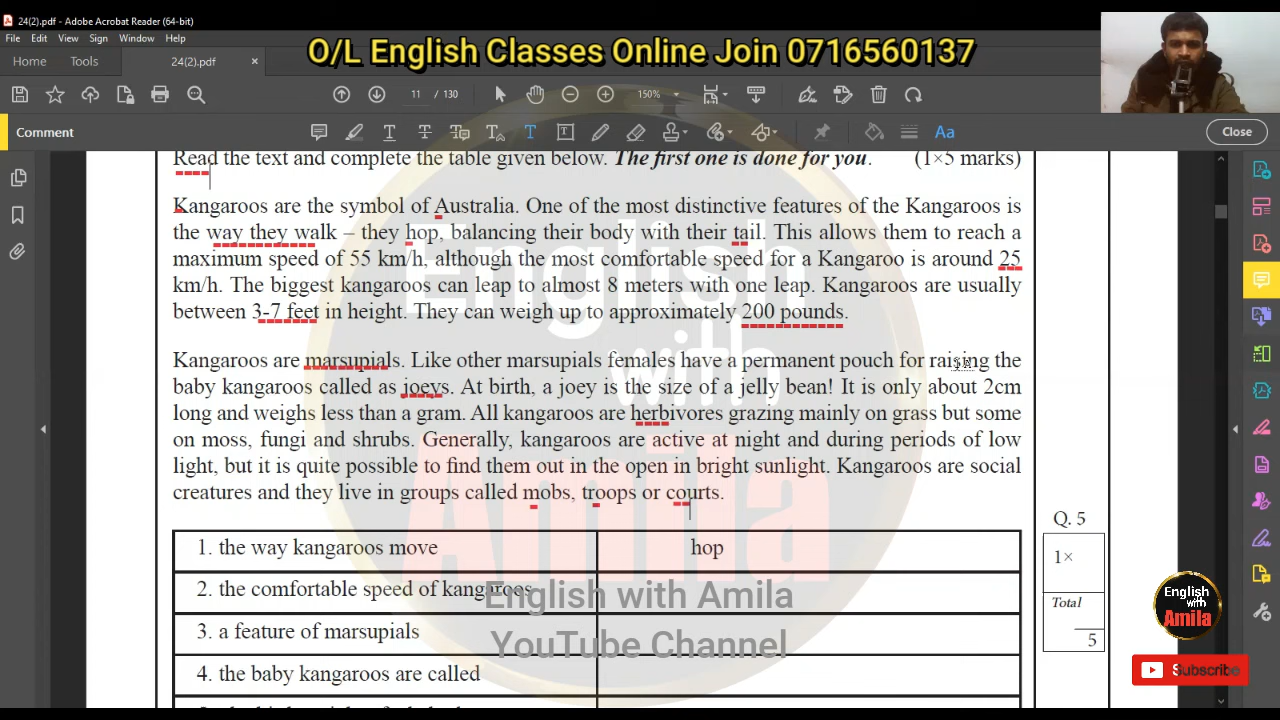 24(2).pdf - Adobe Acrobat Reader (64-bit)
File Edit View Sign Window Help
O/L English Classes Online Join 0716560137
Home Tools 24(2).pdf ×
11 / 130 150%
Comment Close
Read the text and complete the table given below. The first one is done for you. (1×5 marks)
Kangaroos are the symbol of Australia. One of the most distinctive features of the Kangaroos is
the way they walk – they hop, balancing their body with their tail. This allows them to reach a
maximum speed of 55 km/h, although the most comfortable speed for a Kangaroo is around 25
km/h. The biggest kangaroos can leap to almost 8 meters with one leap. Kangaroos are usually
between 3-7 feet in height. They can weigh up to approximately 200 pounds.
Kangaroos are marsupials. Like other marsupials females have a permanent pouch for raising the
baby kangaroos called as joeys. At birth, a joey is the size of a jelly bean! It is only about 2cm
long and weighs less than a gram. All kangaroos are herbivores grazing mainly on grass but some
on moss, fungi and shrubs. Generally, kangaroos are active at night and during periods of low
light, but it is quite possible to find them out in the open in bright sunlight. Kangaroos are social
creatures and they live in groups called mobs, troops or courts.
Q. 5
1. the way kangaroos move hop
1×
2. the comfortable speed of kangaroos
Total
3. a feature of marsupials
5
4. the baby kangaroos are called
English with Amila
English with Amila
YouTube Channel
English with Amila
Subscribe